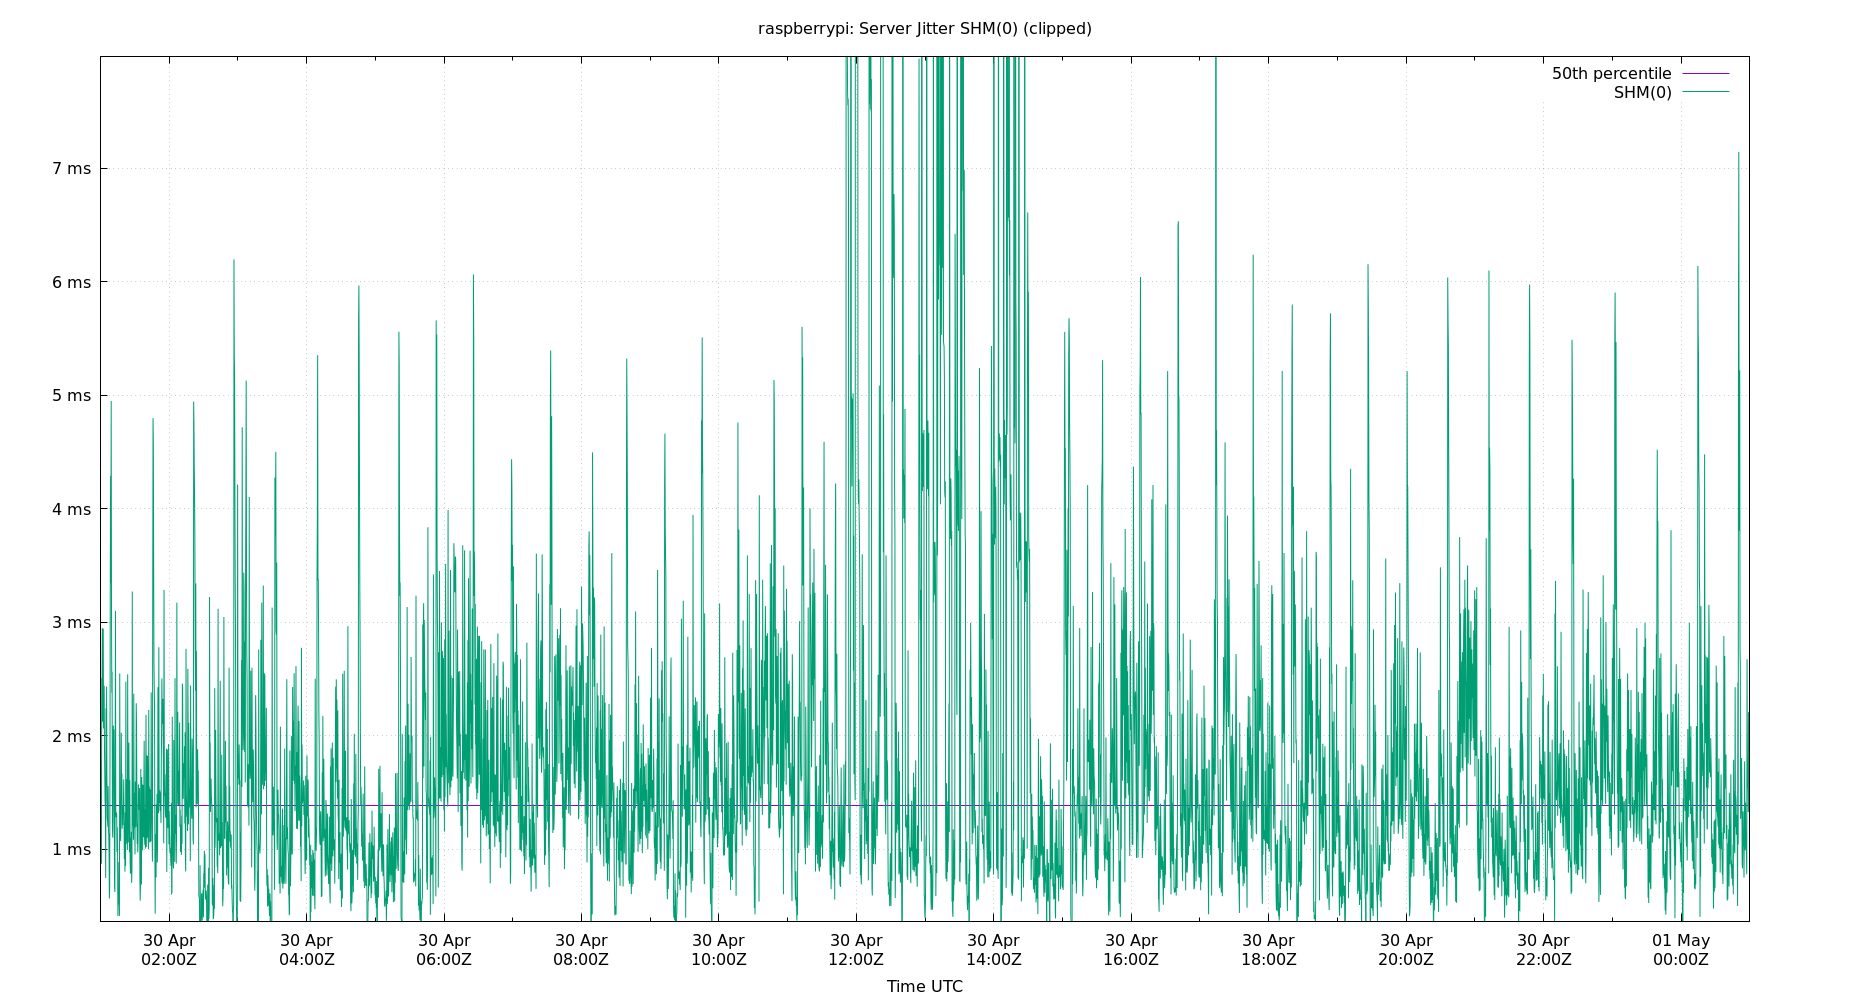 raspberrypi: Server Jitter SHM(0) (clipped)
50th percentile
SHM(0)
7 ms
6 ms
5 ms
4 ms
3 ms
2 ms
1 ms
30 Apr 30 Apr 30 Apr 30 Apr 30 Apr 30 Apr 30 Apr 30 Apr 30 Apr 30 Apr 30 Apr 01 May
02:00Z 04:00Z 06:00Z 08:00Z 10:00Z 12:00Z 14:00Z 16:00Z 18:00Z 20:00Z 22:00Z 00:00Z
Time UTC